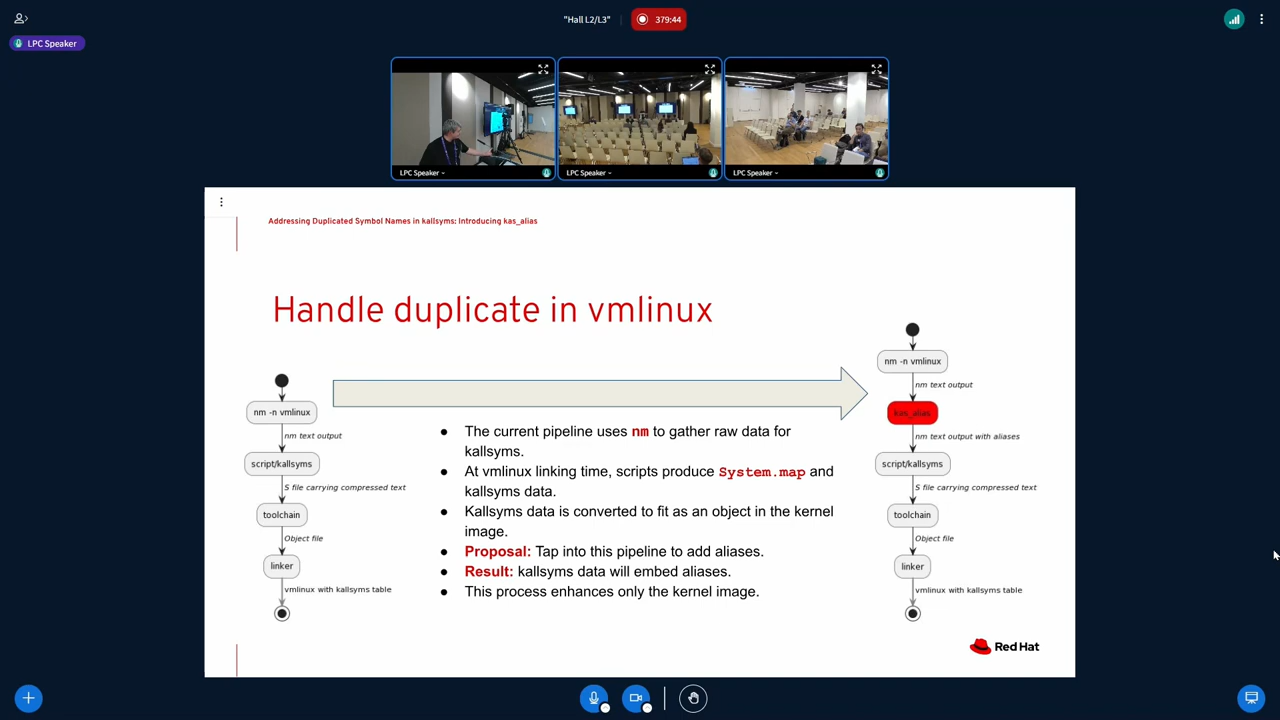 "Hall L2/L3"
379:44
LPC Speaker
LPC Speaker
LPC Speaker
LPC Speaker
Addressing Duplicated Symbol Names in kallsyms: Introducing kas_alias
Handle duplicate in vmlinux
nm -n vmlinux
nm text output
script/kallsyms
S file carrying compressed text
toolchain
Object file
linker
vmlinux with kallsyms table
● The current pipeline uses nm to gather raw data for
kallsyms.
● At vmlinux linking time, scripts produce System.map and
kallsyms data.
● Kallsyms data is converted to fit as an object in the kernel
image.
● Proposal: Tap into this pipeline to add aliases.
● Result: kallsyms data will embed aliases.
● This process enhances only the kernel image.
nm -n vmlinux
nm text output
kas_alias
nm text output with aliases
script/kallsyms
S file carrying compressed text
toolchain
Object file
linker
vmlinux with kallsyms table
Red Hat